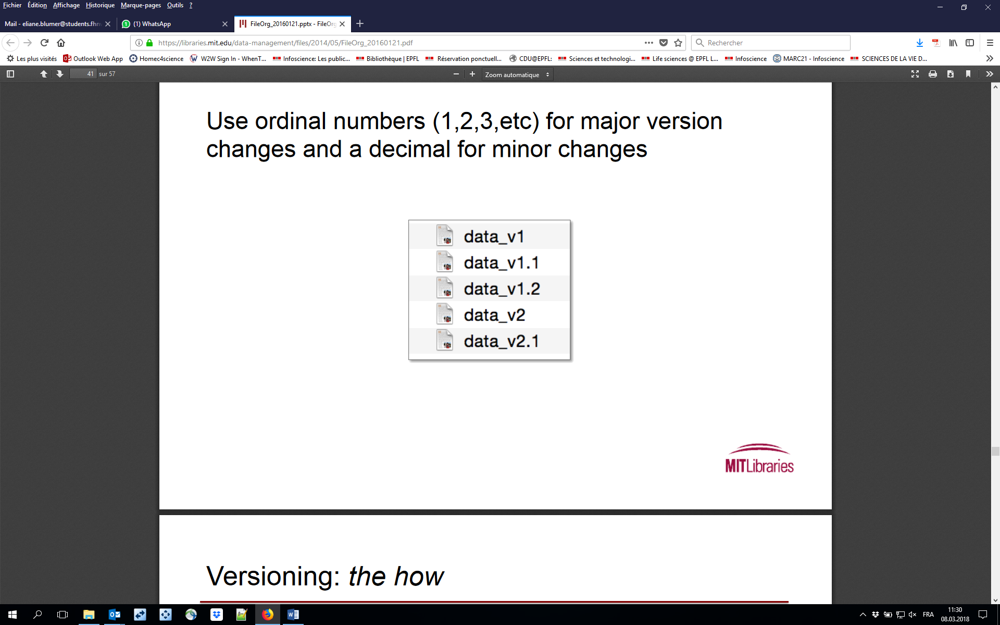 Fichier Édition Affichage Historique Marque-pages Outils ?
Mail - eliane.blumer@students.fhn
(1) WhatsApp
FileOrg_20160121.pptx - FileOrg
https://libraries.mit.edu/data-management/files/2014/05/FileOrg_20160121.pdf
Rechercher
Les plus visités Outlook Web App Homec4science W2W Sign In - WhenT... Infoscience: Les public... Bibliothèque | EPFL Réservation ponctuell... CDU@EPFL: Sciences et technologi... Life sciences @ EPFL L... Infoscience MARC21 - Infoscience SCIENCES DE LA VIE D...
41 sur 57
Zoom automatique
Use ordinal numbers (1,2,3,etc) for major version
changes and a decimal for minor changes
data_v1
data_v1.1
data_v1.2
data_v2
data_v2.1
MITLibraries
Versioning: the how
FRA
11:30
08.03.2018